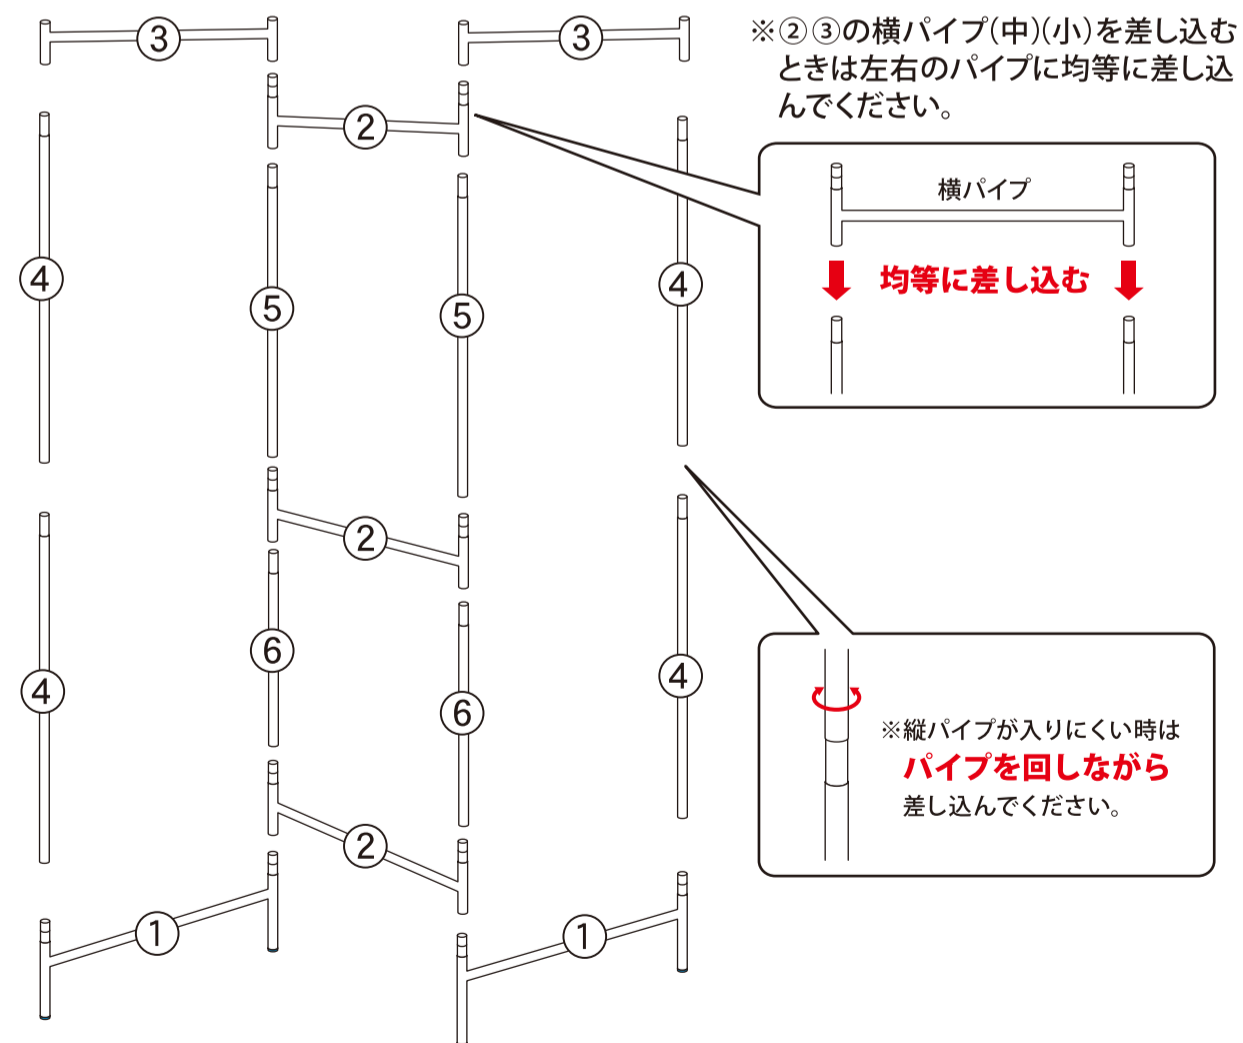 ※②③の横パイプ(中)(小)を差し込む
ときは左右のパイプに均等に差し込
んでください。
③
③
②
横パイプ
均等に差し込む
④
⑤
⑤
④
②
⑥
④
④
⑥
※縦パイプが入りにくい時は
パイプを回しながら
差し込んでください。
②
①
①